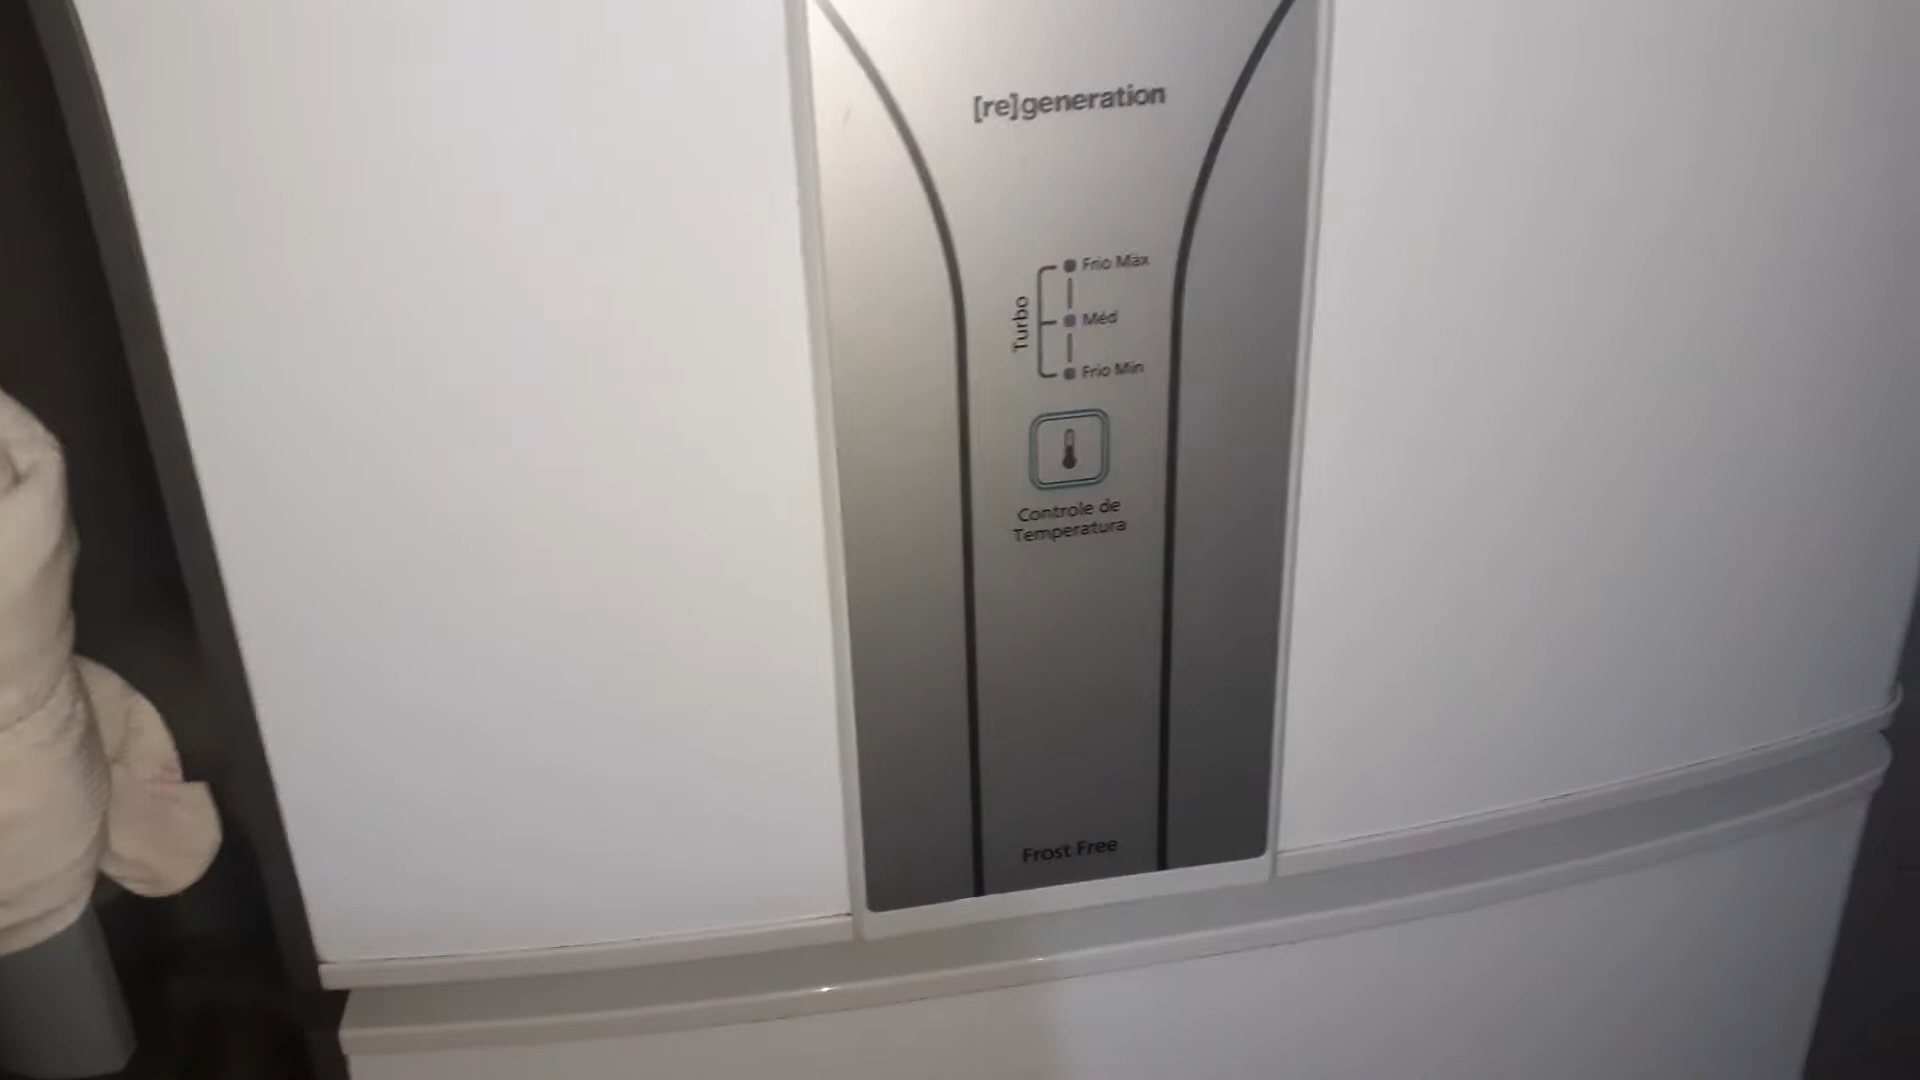 [re]generation
Frio Máx
Turbo
Méd
Frio Mín
Controle de
Temperatura
Frost Free